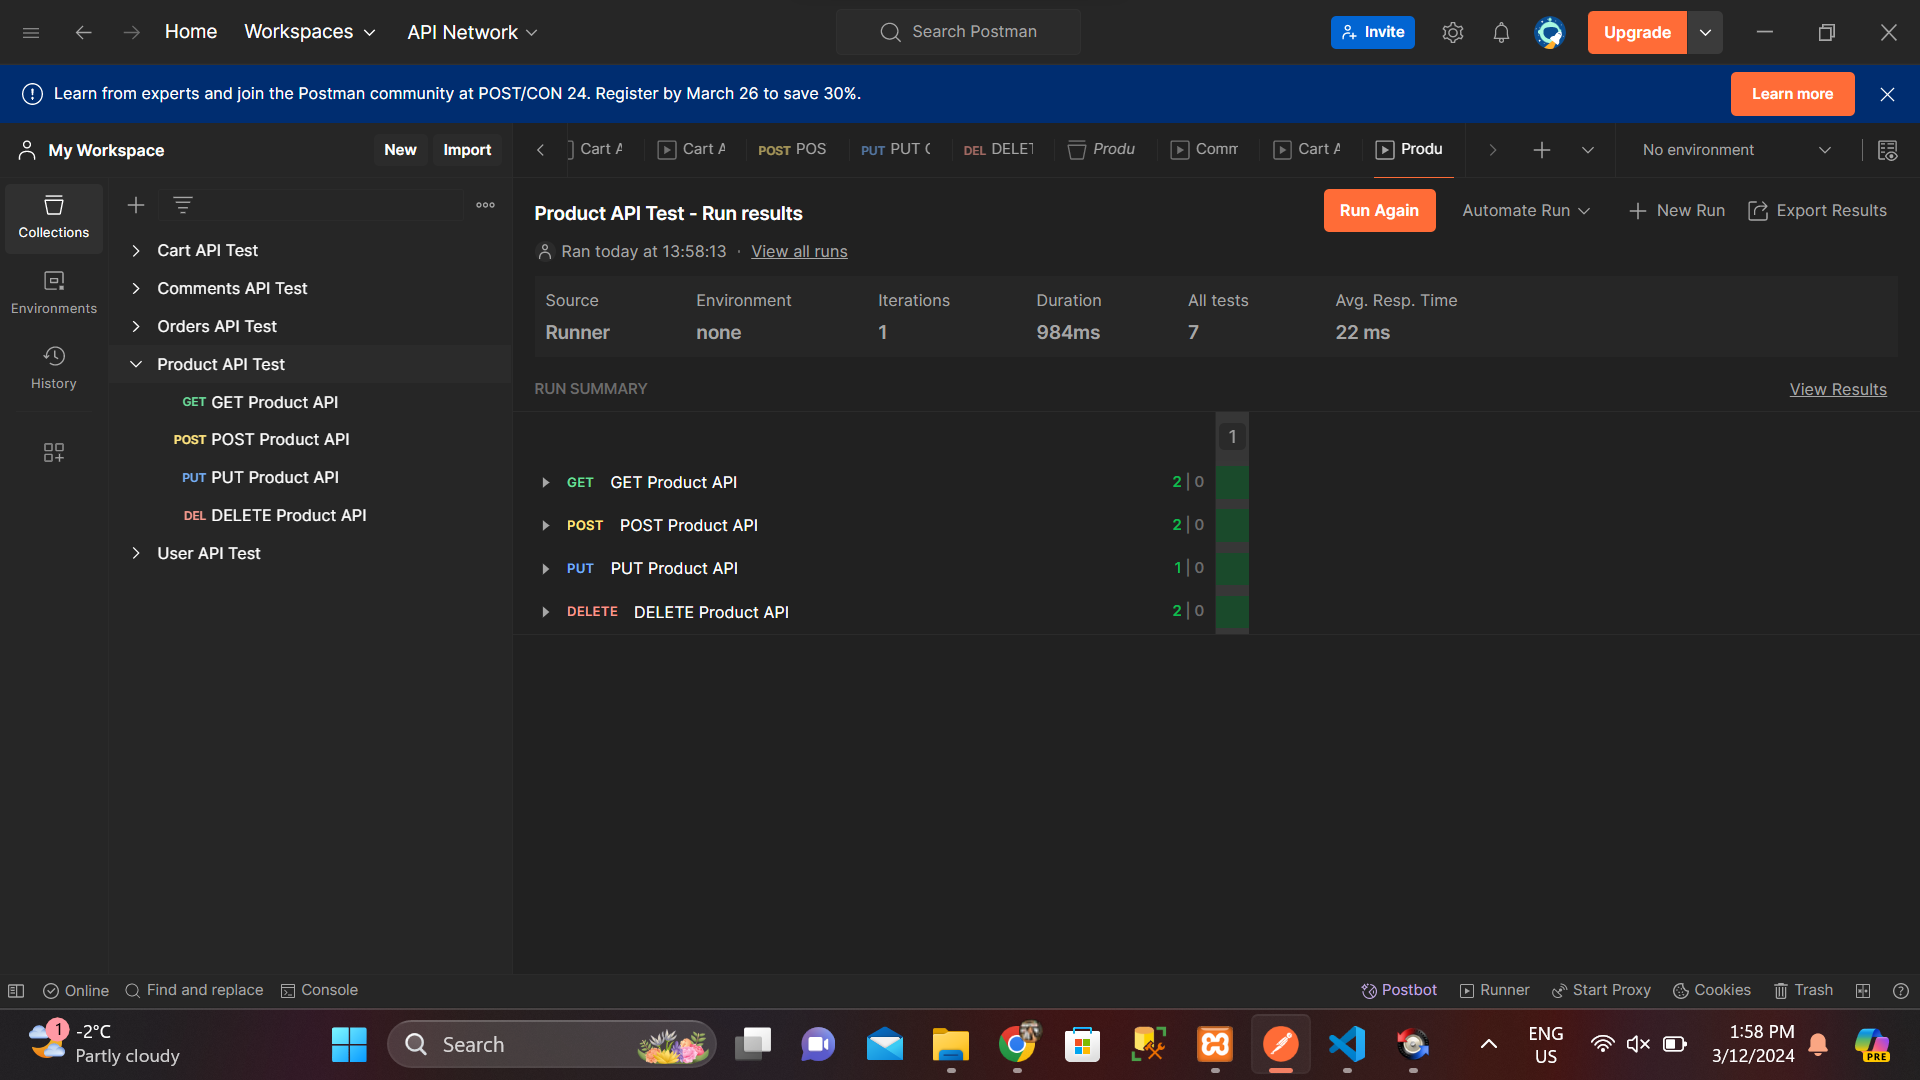 Home Workspaces API Network
Search Postman
Invite
Upgrade
Learn from experts and join the Postman community at POST/CON 24. Register by March 26 to save 30%.
Learn more
My Workspace New Import
Cart A Cart A POST POS PUT PUT C DEL DELET Produ Comm Cart A Produ
No environment
Collections
Environments
History
Cart API Test
Comments API Test
Orders API Test
Product API Test
GET GET Product API
POST POST Product API
PUT PUT Product API
DEL DELETE Product API
User API Test
Product API Test - Run results
Run Again Automate Run New Run Export Results
Ran today at 13:58:13 · View all runs
Source Environment Iterations Duration All tests Avg. Resp. Time
Runner none 1 984ms 7 22 ms
RUN SUMMARY View Results
1
GET GET Product API 2 | 0
POST POST Product API 2 | 0
PUT PUT Product API 1 | 0
DELETE DELETE Product API 2 | 0
Online Find and replace Console
Postbot Runner Start Proxy Cookies Trash
1
-2°C
Partly cloudy
Search
PRE
ENG
US
1:58 PM
3/12/2024